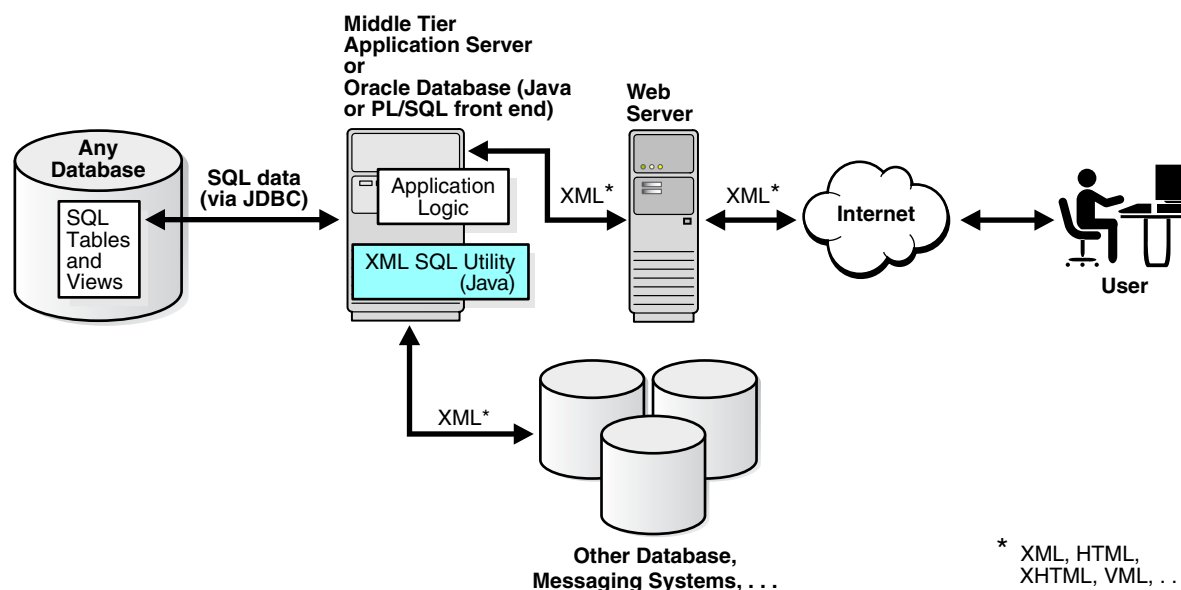 Middle Tier
Application Server
or
Oracle Database (Java
or PL/SQL front end)
Web
Server
Any
Database
SQL data
(via JDBC)
SQL
Tables
and
Views
Application
Logic
XML SQL Utility
(Java)
XML*
XML*
Internet
User
XML*
Other Database,
Messaging Systems, . . .
* XML, HTML,
XHTML, VML, . .